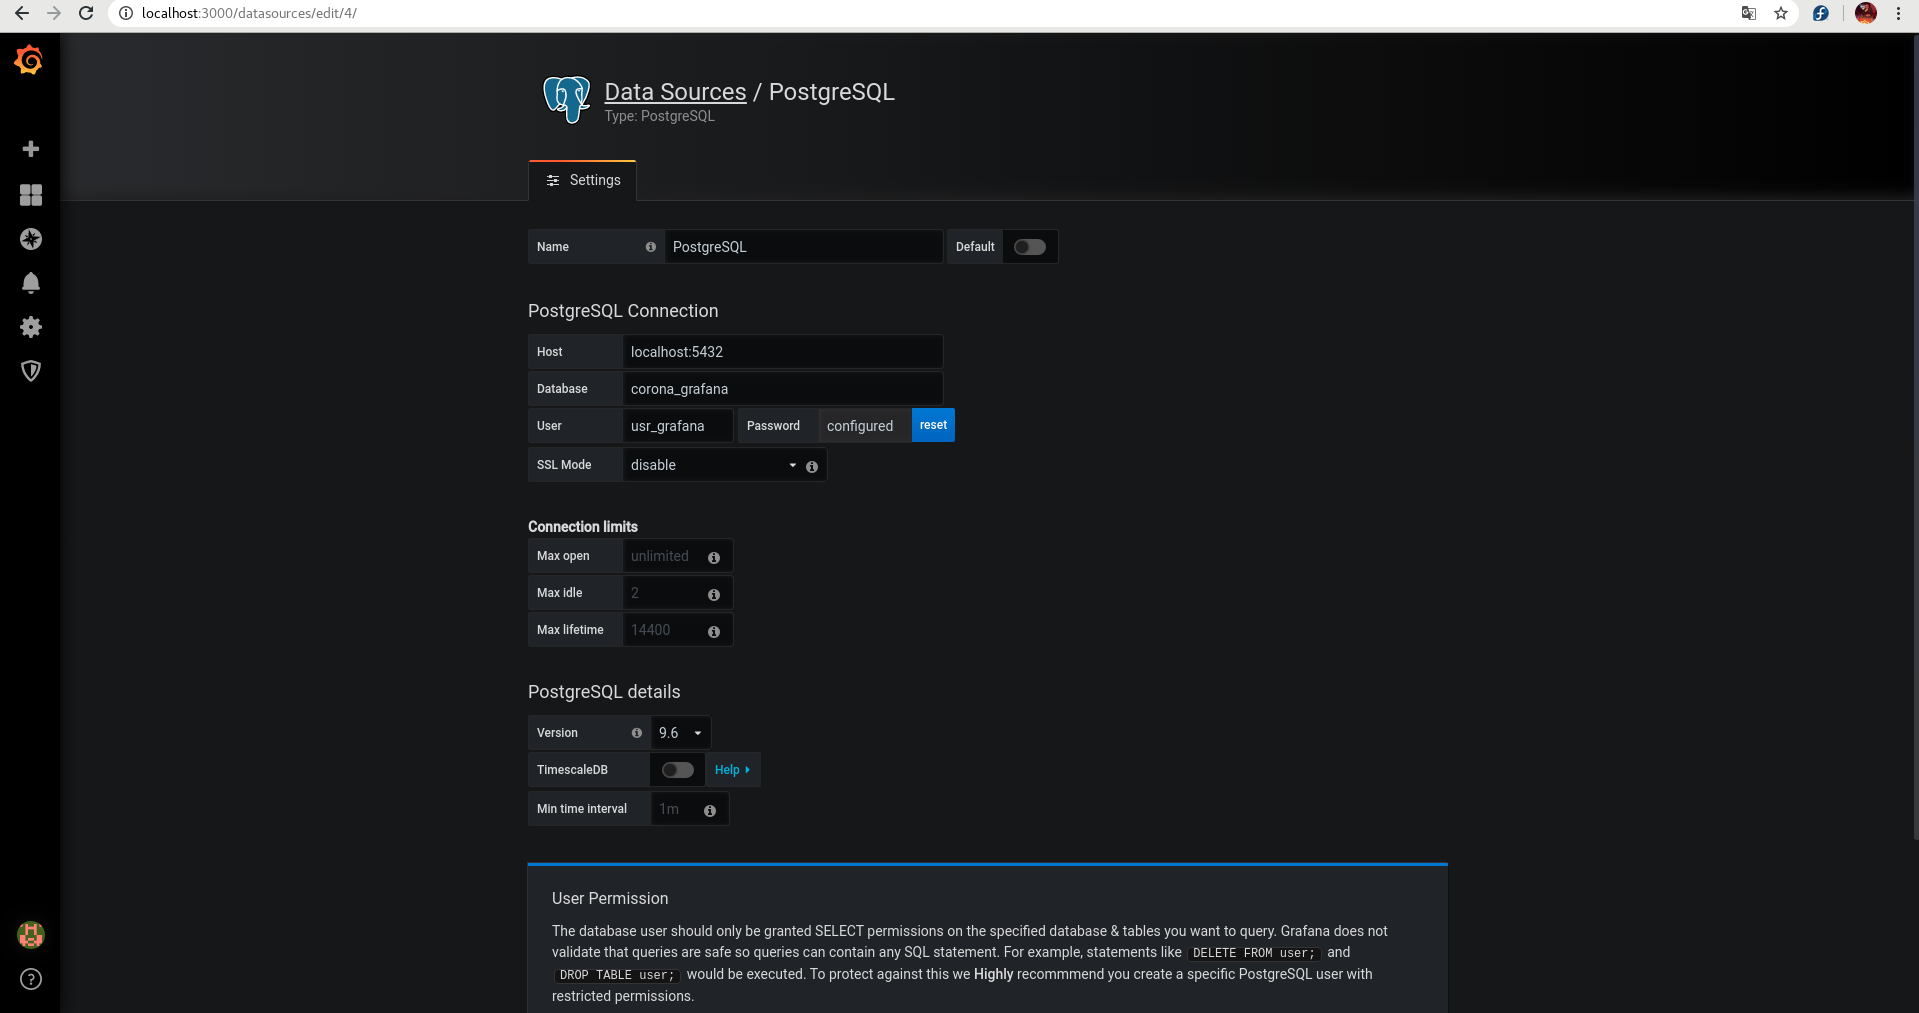 localhost:3000/datasources/edit/4/
Data Sources / PostgreSQL
Type: PostgreSQL
Settings
Name PostgreSQL Default
PostgreSQL Connection
Host localhost:5432
Database corona_grafana
User usr_grafana Password configured reset
SSL Mode disable
Connection limits
Max open unlimited
Max idle 2
Max lifetime 14400
PostgreSQL details
Version 9.6
TimescaleDB Help
Min time interval 1m
User Permission
The database user should only be granted SELECT permissions on the specified database & tables you want to query. Grafana does not
validate that queries are safe so queries can contain any SQL statement. For example, statements like DELETE FROM user; and
DROP TABLE user; would be executed. To protect against this we Highly recommmend you create a specific PostgreSQL user with
restricted permissions.